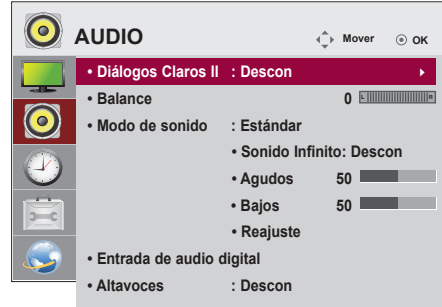 AUDIO Mover OK
• Diálogos Claros II : Descon
• Balance 0 L R
• Modo de sonido : Estándar
• Sonido Infinito: Descon
• Agudos 50
• Bajos 50
• Reajuste
• Entrada de audio
digital
• Altavoces : Descon